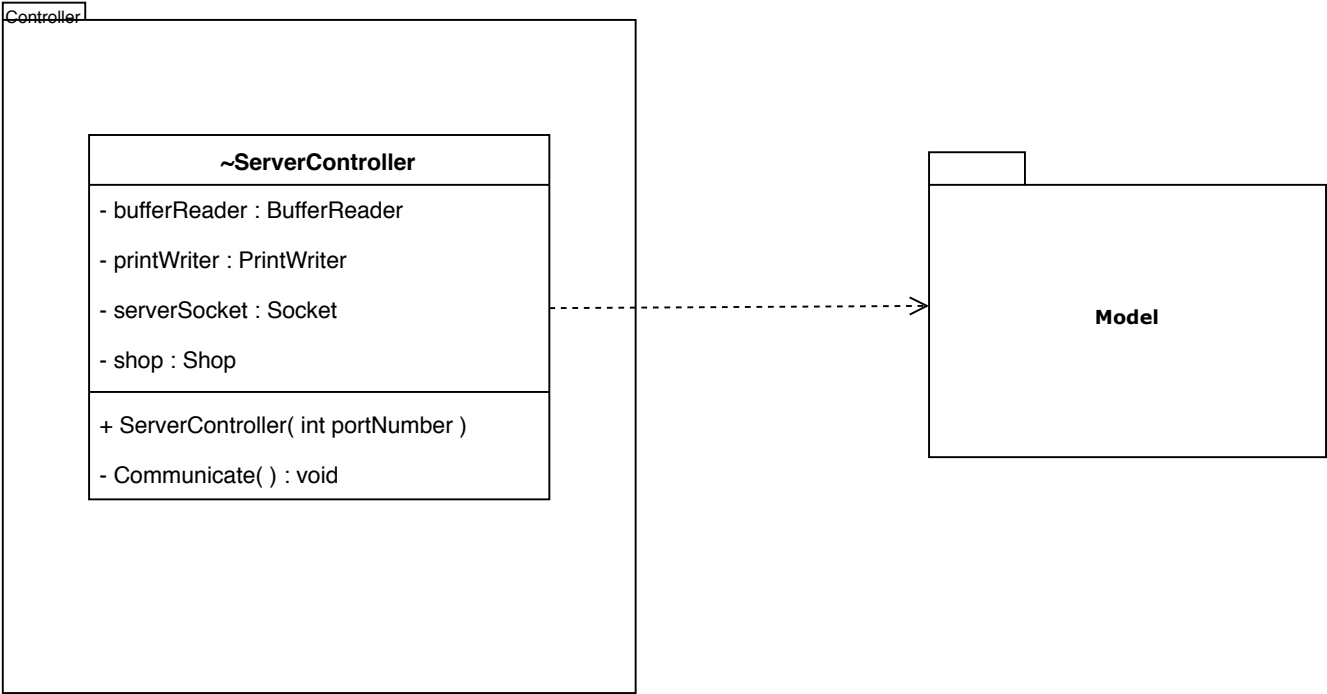 Controller
~ServerController
- bufferReader : BufferReader
- printWriter : PrintWriter
- serverSocket : Socket
- shop : Shop
+ ServerController( int portNumber )
- Communicate( ) : void
Model